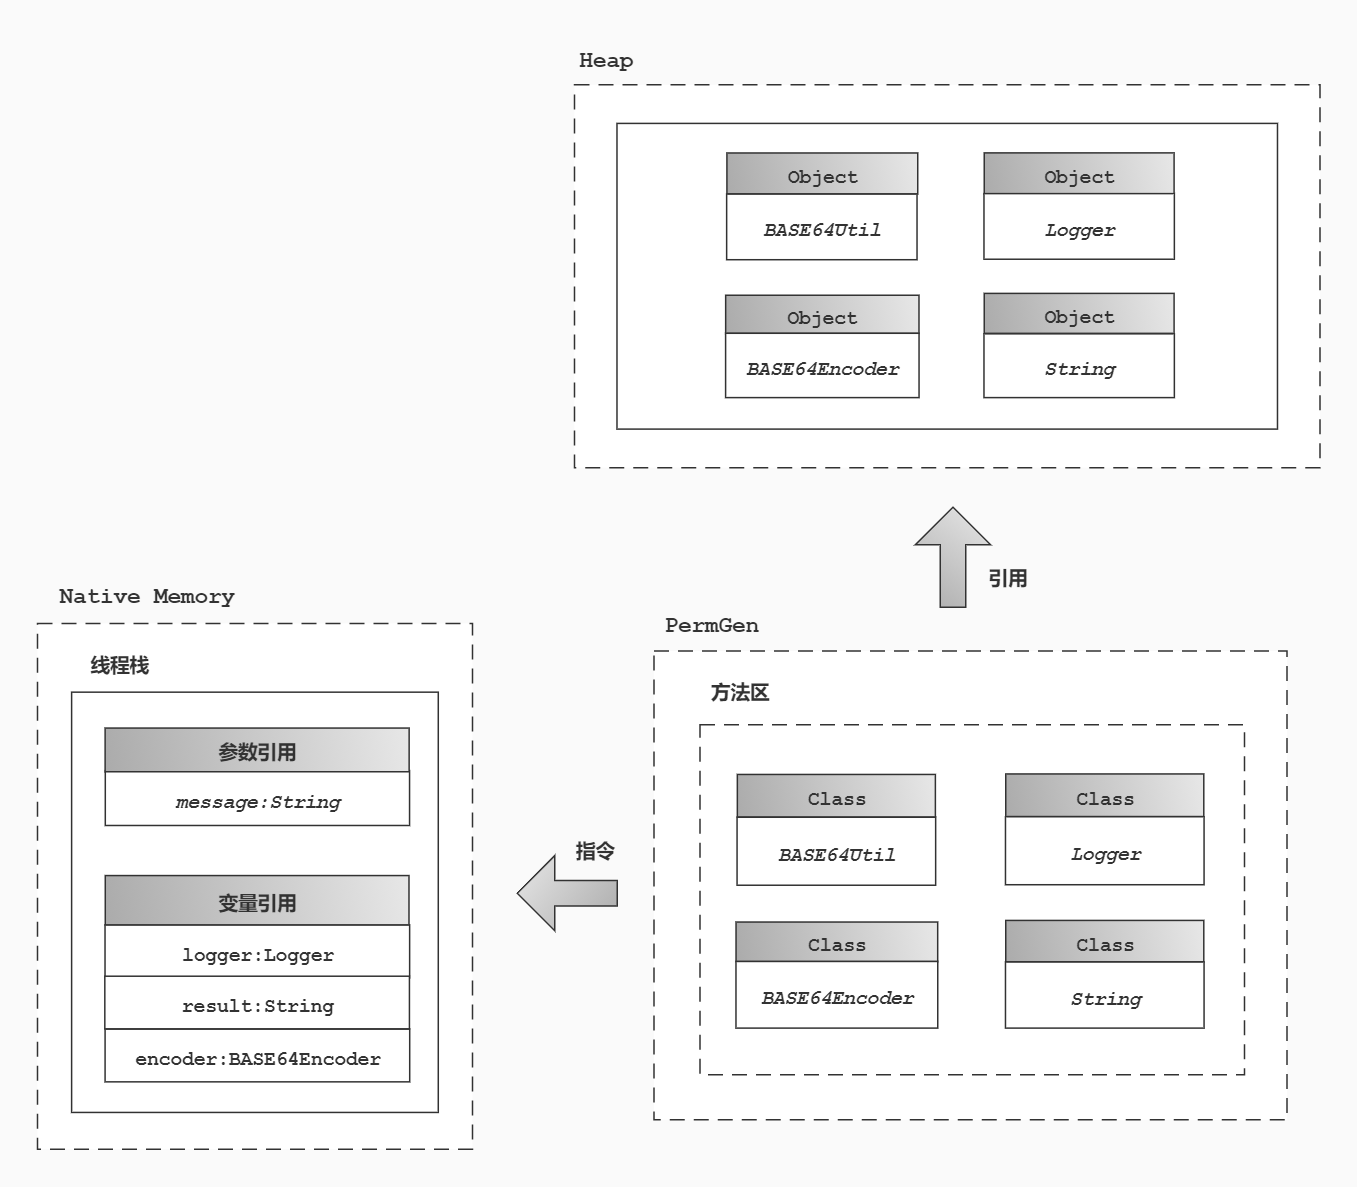 Heap
Object
BASE64Util
Object
Logger
Object
BASE64Encoder
Object
String
引用
Native Memory
线程栈
参数引用
message:String
变量引用
logger:Logger
result:String
encoder:BASE64Encoder
指令
PermGen
方法区
Class
BASE64Util
Class
Logger
Class
BASE64Encoder
Class
String